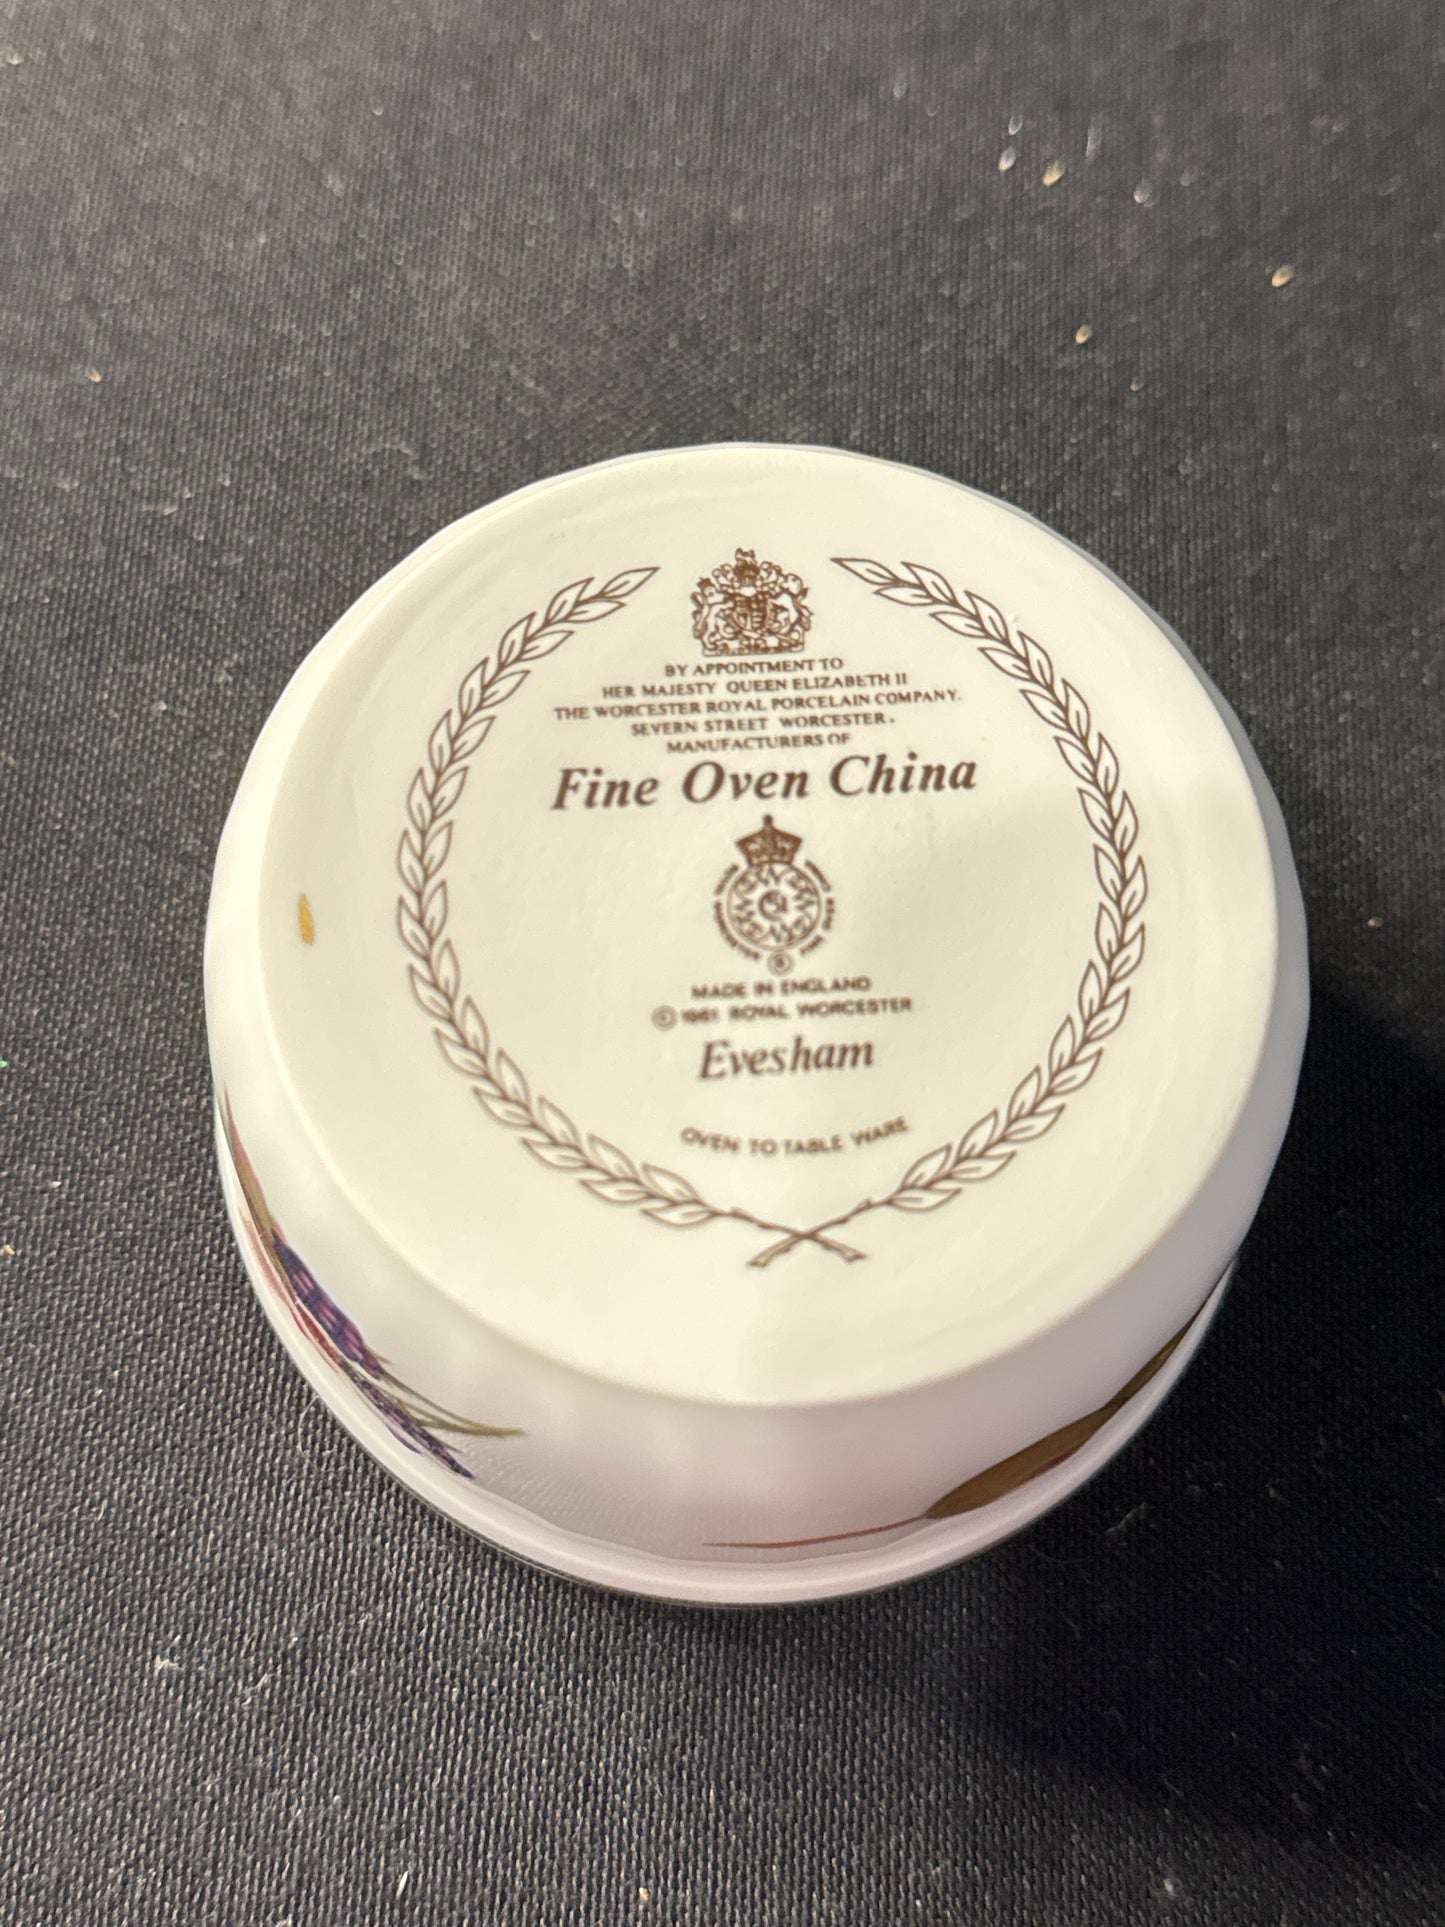 BY APPOINTMENT TO
HER MAJESTY QUEEN ELIZABETH II
THE WORCESTER ROYAL PORCELAIN COMPANY.
SEVERN STREET WORCESTER.
MANUFACTURERS OF
Fine Oven China
MADE IN ENGLAND
© 1961 ROYAL WORCESTER
Evesham
OVEN TO TABLE WARE